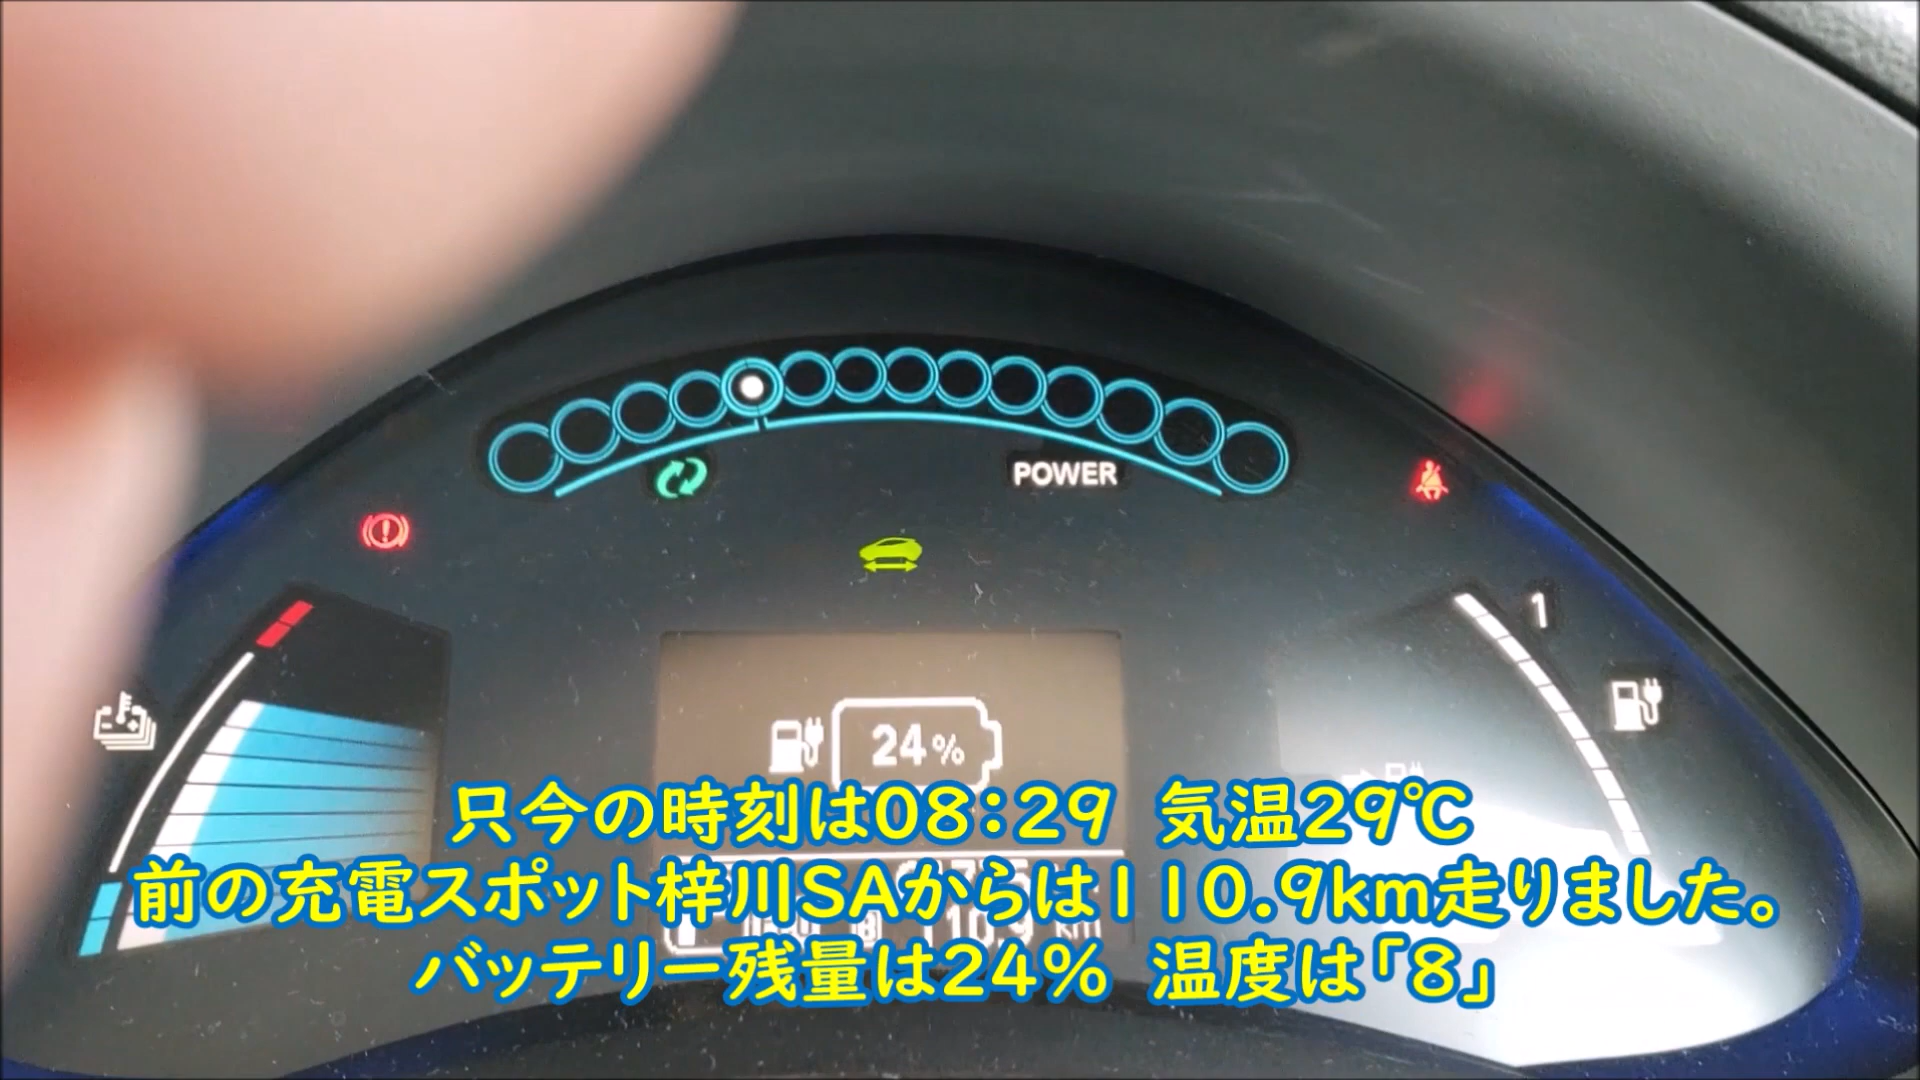 POWER
1
24%
只今の時刻は08:29 気温29℃
前の充電スポット梓川SAからは110.9km走りました。
バッテリー残量は24% 温度は「8」